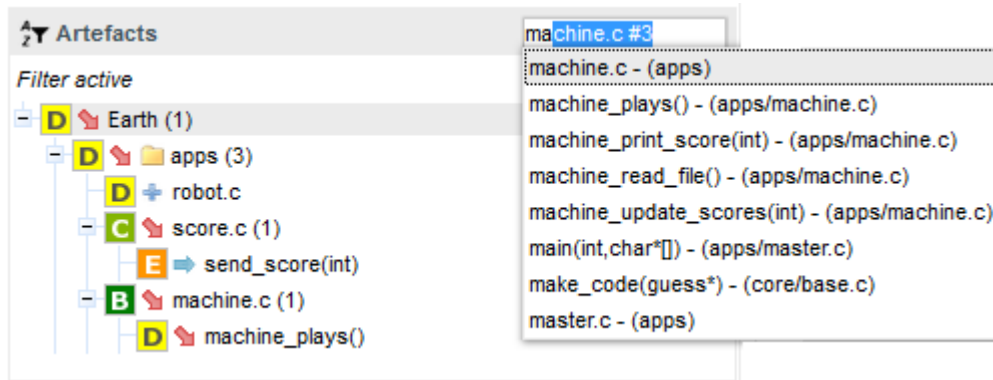 A Z Artefacts
machine.c #3
Filter active
D Earth (1)
D apps (3)
D robot.c
C score.c (1)
E send_score(int)
B machine.c (1)
D machine_plays()
machine.c - (apps)
machine_plays() - (apps/machine.c)
machine_print_score(int) - (apps/machine.c)
machine_read_file() - (apps/machine.c)
machine_update_scores(int) - (apps/machine.c)
main(int,char*[]) - (apps/master.c)
make_code(guess*) - (core/base.c)
master.c - (apps)